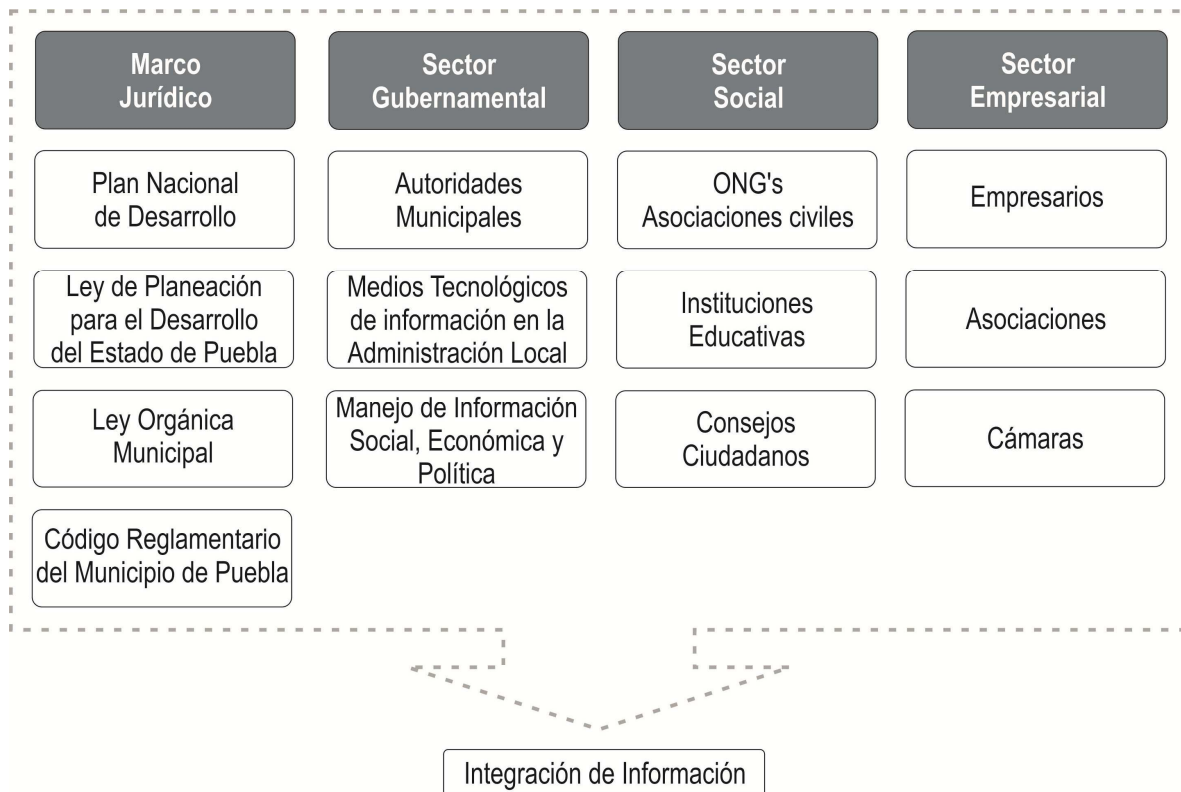 Marco
Jurídico
Plan Nacional
de Desarrollo
Ley de Planeación
para el Desarrollo
del Estado de Puebla
Ley Orgánica
Municipal
Código Reglamentario
del Municipio de Puebla
Sector
Gubernamental
Autoridades
Municipales
Medios Tecnológicos
de información en la
Administración Local
Manejo de Información
Social, Económica y
Política
Sector
Social
ONG's
Asociaciones civiles
Instituciones
Educativas
Consejos
Ciudadanos
Sector
Empresarial
Empresarios
Asociaciones
Cámaras
Integración de Información